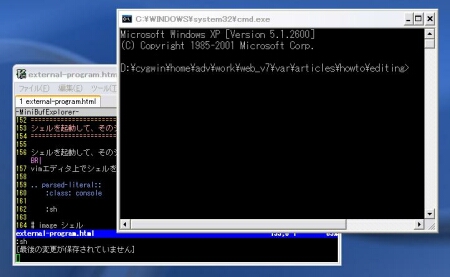 C:¥WINDOWS¥system32¥cmd.exe
Microsoft Windows XP [Version 5.1.2600]
(C) Copyright 1985-2001 Microsoft Corp.
D:¥cygwin¥home¥adv¥work¥web_v7¥var¥articles¥howto¥editing>
external-program.htm
ファイル(F) 編集(E) ツール(T)
1 external-program.html
-MiniBufExplorer-
152 ================
153 シェルを起動して、その
154 ================
155
156 シェルを起動して、その
BR|
157 vimエディタ上でシェルを
158
159 .. parsed-literal::
160 :class: console
161
162 :sh
163
164 # image シェル
external-program.html
:sh
[最後の変更が保存されていません]